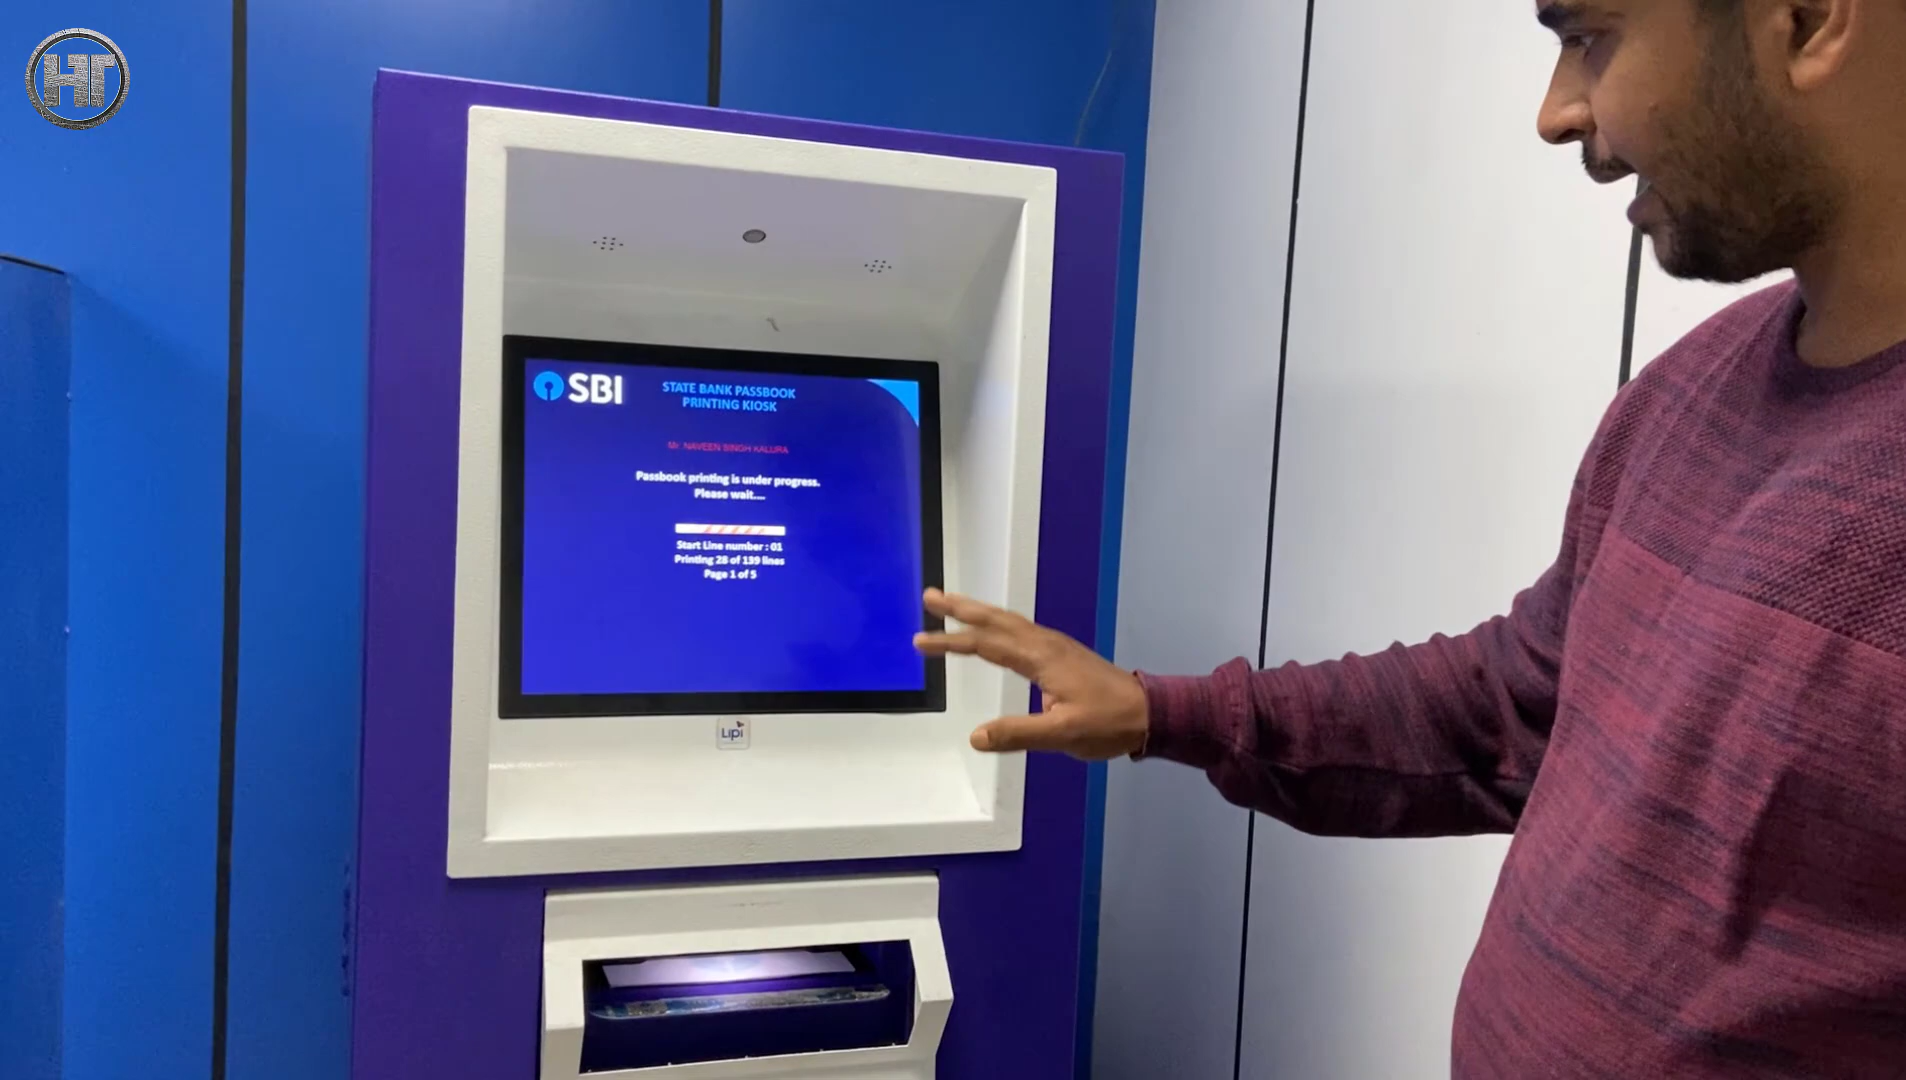 HT
SBI
STATE BANK PASSBOOK
PRINTING KIOSK
Mr. NAVEEN SINGH KALURA
Passbook printing is under progress.
Please wait....
Start Line number : 01
Printing 28 of 139 lines
Page 1 of 5
Lipi